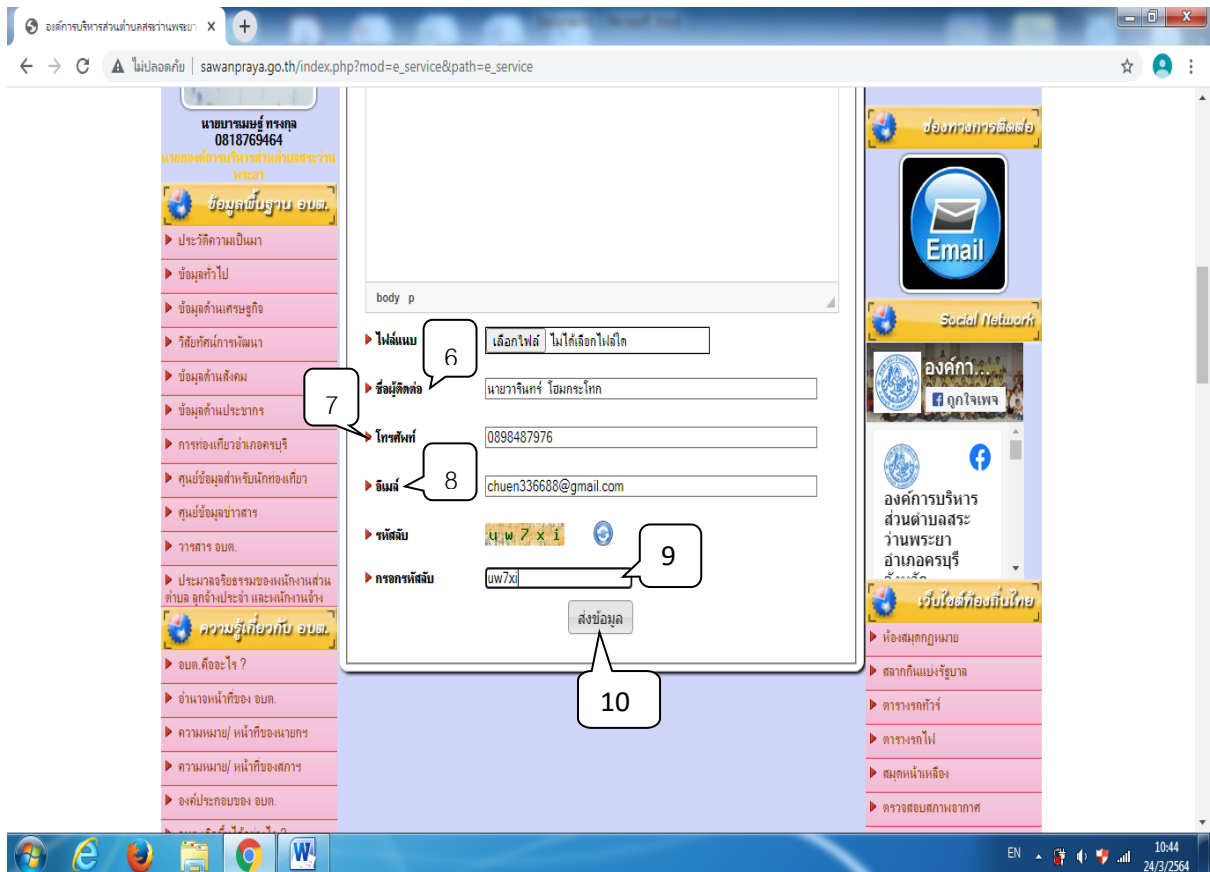 องค์การบริหารส่วนตำบลสระว่านพระยา
ไม่ปลอดภัย | sawanpraya.go.th/index.php?mod=e_service&path=e_service
นายบารเมษฐ์ ทรงกุล
0818769464
นายกองค์การบริหารส่วนตำบลสระว่าน
พระยา
ข้อมูลพื้นฐาน อบต.
ประวัติความเป็นมา
ข้อมูลทั่วไป
ข้อมูลด้านเศรษฐกิจ
วิสัยทัศน์การพัฒนา
ข้อมูลด้านสังคม
ข้อมูลด้านประชากร
การท่องเที่ยวอำเภอครบุรี
ศูนย์ข้อมูลสำหรับนักท่องเที่ยว
ศูนย์ข้อมูลข่าวสาร
วารสาร อบต.
ประมวลจริยธรรมของพนักงานส่วน
ตำบล ลูกจ้างประจำ และพนักงานจ้าง
ความรู้เกี่ยวกับ อบต.
อบต.คืออะไร ?
อำนาจหน้าที่ของ อบต.
ความหมาย/ หน้าที่ของนายกฯ
ความหมาย/ หน้าที่ของสภาฯ
องค์ประกอบของ อบต.
body p
ไฟล์แนบ
เลือกไฟล์ ไม่ได้เลือกไฟล์ใด
6
ชื่อผู้ติดต่อ
นายวารินทร์ โฮมกระโทก
7
โทรศัพท์
0898487976
8
อีเมล์
chuen336688@gmail.com
รหัสลับ
u w 7 x i
9
กรอกรหัสลับ
uw7xi
ส่งข้อมูล
10
ช่องทางการติดต่อ
Email
Social Network
องค์กา...
ถูกใจเพจ
องค์การบริหาร
ส่วนตำบลสระ
ว่านพระยา
อำเภอครบุรี
เว็บไซต์ท้องถิ่นไทย
ห้องสมุดกฎหมาย
สลากกินแบ่งรัฐบาล
ตารางรถทัวร์
ตารางรถไฟ
สมุดหน้าเหลือง
ตรวจสอบสภาพอากาศ
EN
10:44
24/3/2564